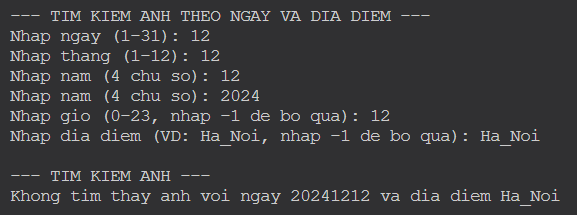 --- TIM KIEM ANH THEO NGAY VA DIA DIEM ---
Nhap ngay (1-31): 12
Nhap thang (1-12): 12
Nhap nam (4 chu so): 12
Nhap nam (4 chu so): 2024
Nhap gio (0-23, nhap -1 de bo qua): 12
Nhap dia diem (VD: Ha_Noi, nhap -1 de bo qua): Ha_Noi
--- TIM KIEM ANH ---
Khong tim thay anh voi ngay 20241212 va dia diem Ha_Noi